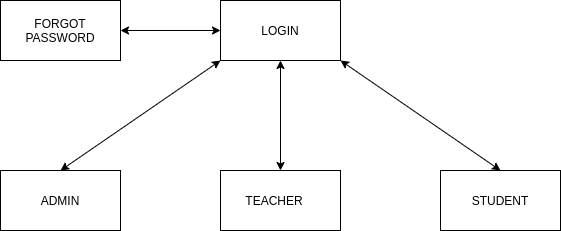 FORGOT
PASSWORD
LOGIN
ADMIN
TEACHER
STUDENT